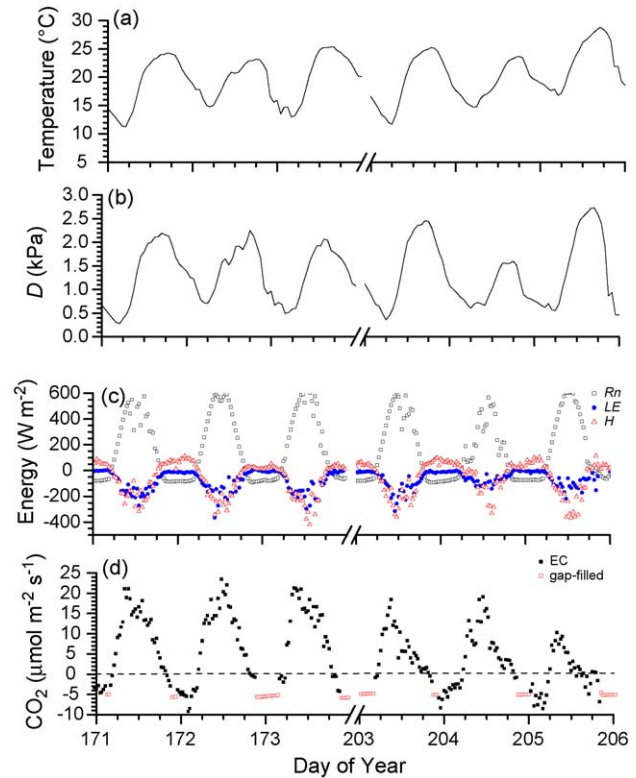 (a)
Temperature (°C)
30
25
20
15
10
5
(b)
D (kPa)
3.0
2.5
2.0
1.5
1.0
0.5
0.0
(c)
Energy (W m⁻²)
600
400
200
0
-200
-400
Rn
LE
H
(d)
CO₂ (μmol m⁻² s⁻¹)
25
20
15
10
5
0
-5
-10
EC
gap-filled
171 172 173 203 204 205 206
Day of Year